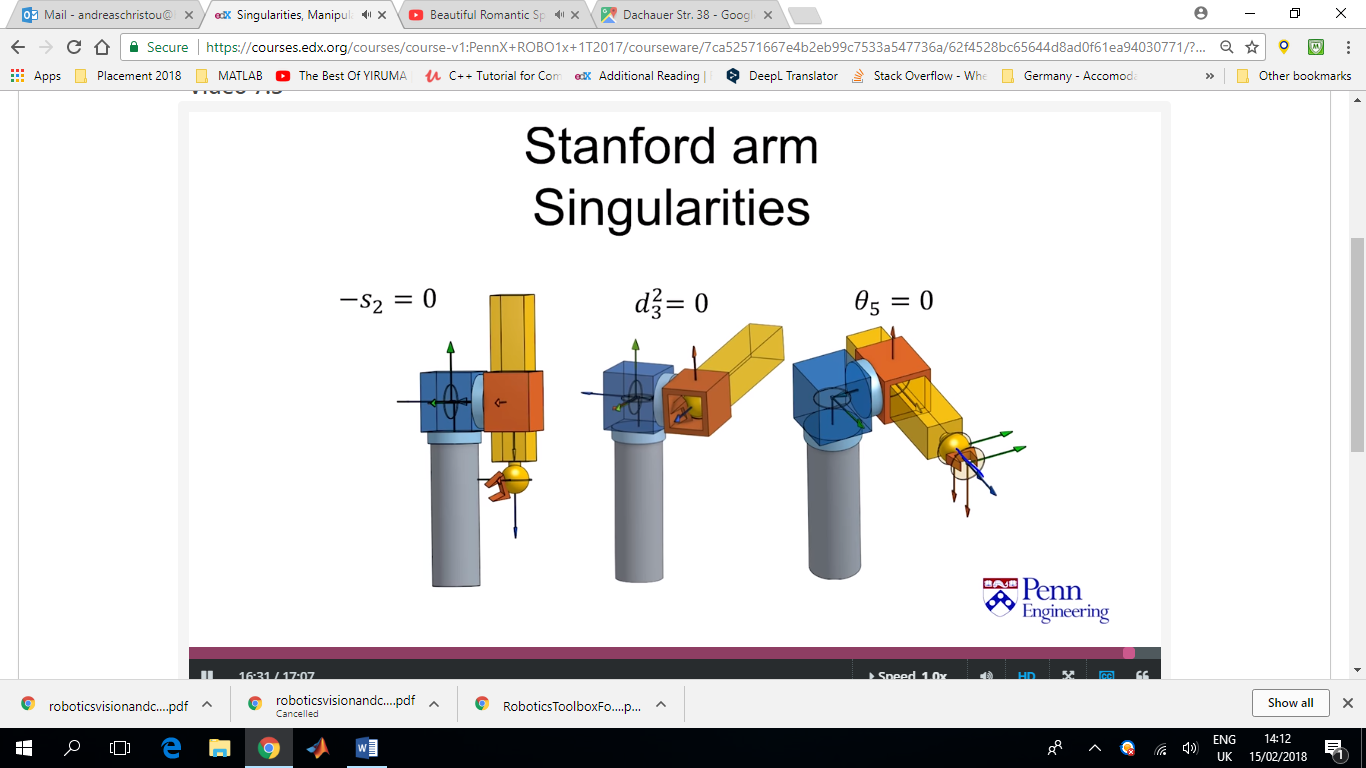 Mail - andreaschristou@
Singularities, Manipul
Beautiful Romantic Sp
Dachauer Str. 38 - Goog
Secure
https://courses.edx.org/courses/course-v1:PennX+ROBO1x+1T2017/courseware/7ca52571667e4b2eb99c7533a547736a/62f4528bc65644d8ad0f61ea94030771/?...
Apps
Placement 2018
MATLAB
The Best Of YIRUMA
C++ Tutorial for Com
Additional Reading |
DeepL Translator
Stack Overflow - Whe
Germany - Accomoda
»
Other bookmarks
Stanford arm
Singularities
−s₂ = 0
d₃² = 0
θ₅ = 0
Penn
Engineering
16:31 / 17:07
Speed 1.0x
HD
CC
roboticsvisionandc....pdf
roboticsvisionandc....pdf
Cancelled
RoboticsToolboxFo....p...
Show all
ENG
UK
14:12
15/02/2018
1